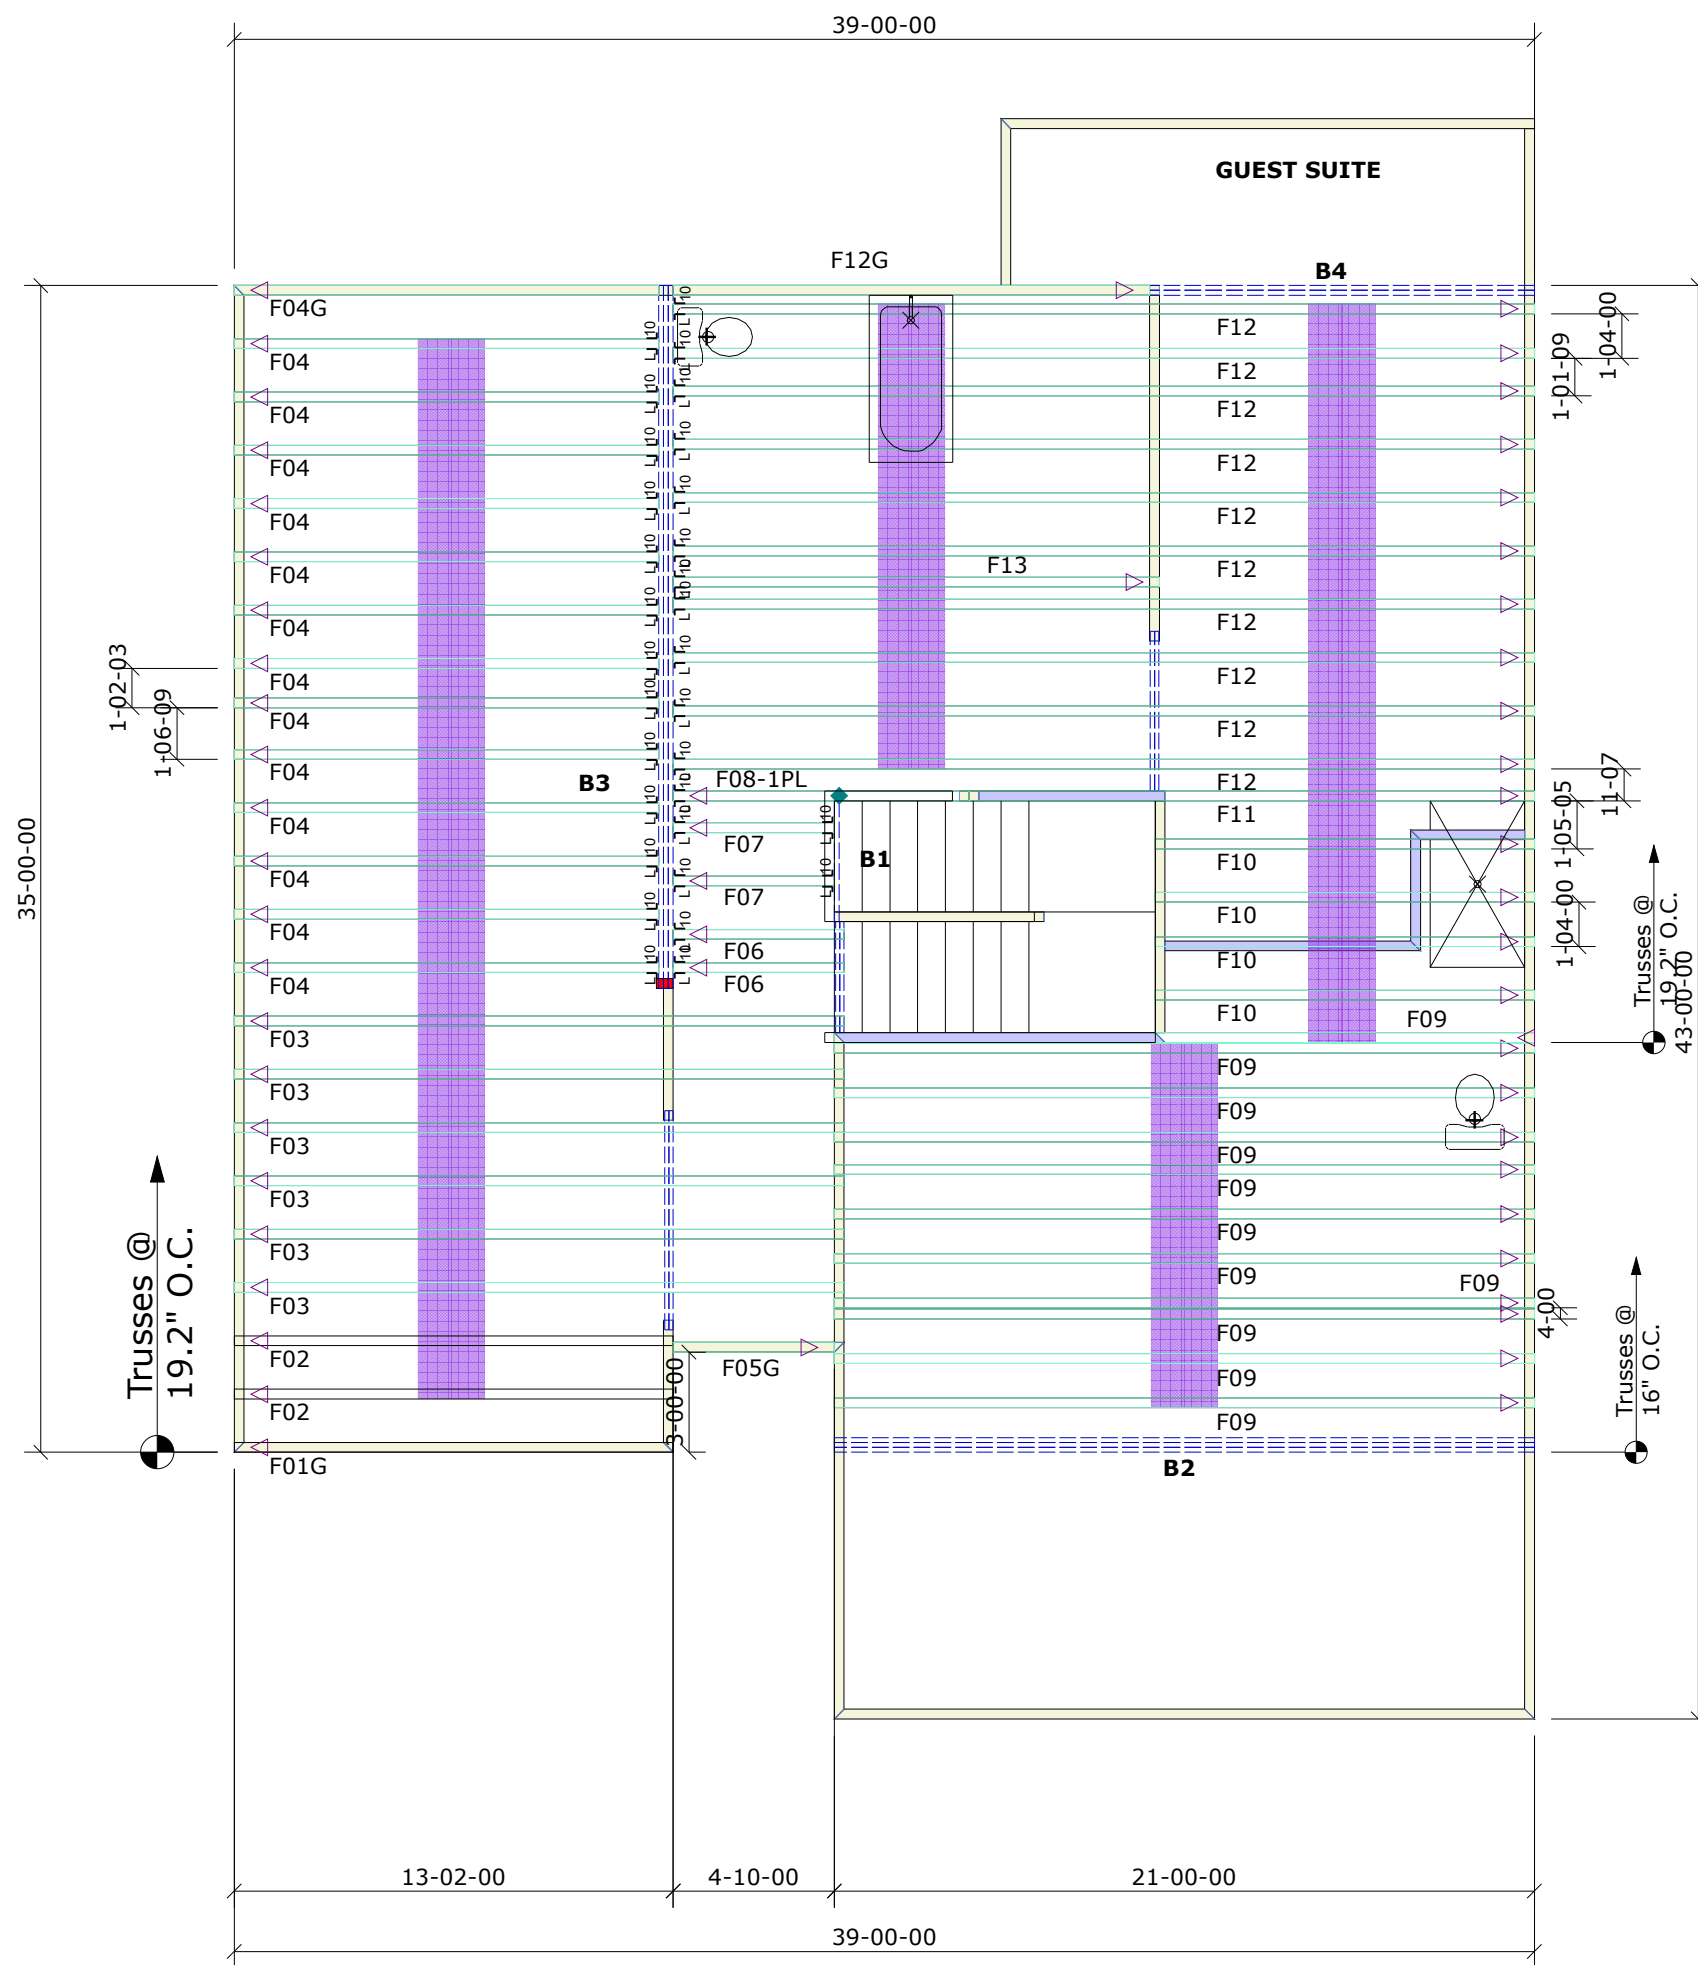 39-00-00
GUEST SUITE
F12G
B4
F04G
F12
1-04-00
F04
F12
1-01-09
F04
F12
F04
F12
F04
F12
F13
F04
F12
F04
F12
1-02-03
F04
F12
1-06-09
F04
F12
F04
B3
F08-1PL
F12
11-07
F04
F11
F07
1-05-05
B1
F04
F10
F07
35-00-00
F04
F10
1-04-00
F06
F10
F04
F06
Trusses @
19.2" O.C.
43-00-00
F10
F09
F03
F09
F03
F09
F03
F09
F03
F09
F03
F09
F09
F03
F09
4-00
F09
Trusses @
19.2" O.C.
F02
F05G
F09
Trusses @
16" O.C.
F02
3-00-00
F09
F01G
B2
13-02-00
4-10-00
21-00-00
39-00-00